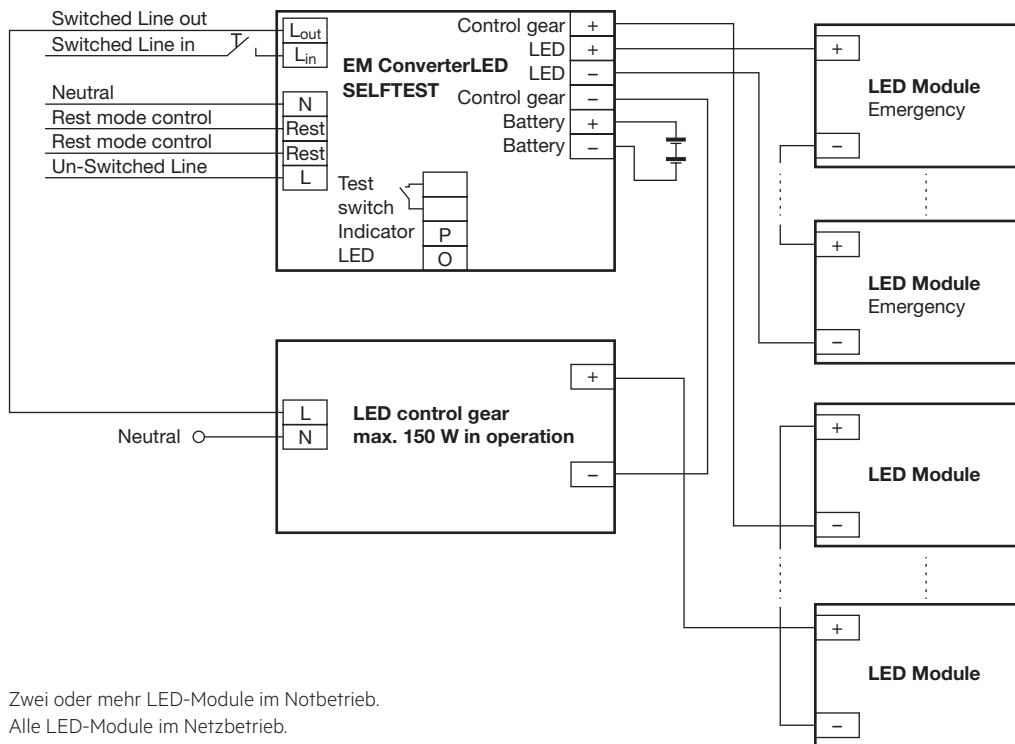 Switched Line out
Switched Line in
Neutral
Rest mode control
Rest mode control
Un-Switched Line
Lout
Lin
N
Rest
Rest
L
EM ConverterLED
SELFTEST
Control gear +
LED +
LED –
Control gear –
Battery +
Battery –
Test
switch
Indicator P
LED O
+
LED Module
Emergency
–
+
LED Module
Emergency
–
L
N
Neutral
LED control gear
max. 150 W in operation
+
–
+
LED Module
–
+
LED Module
–
Zwei oder mehr LED-Module im Notbetrieb.
Alle LED-Module im Netzbetrieb.